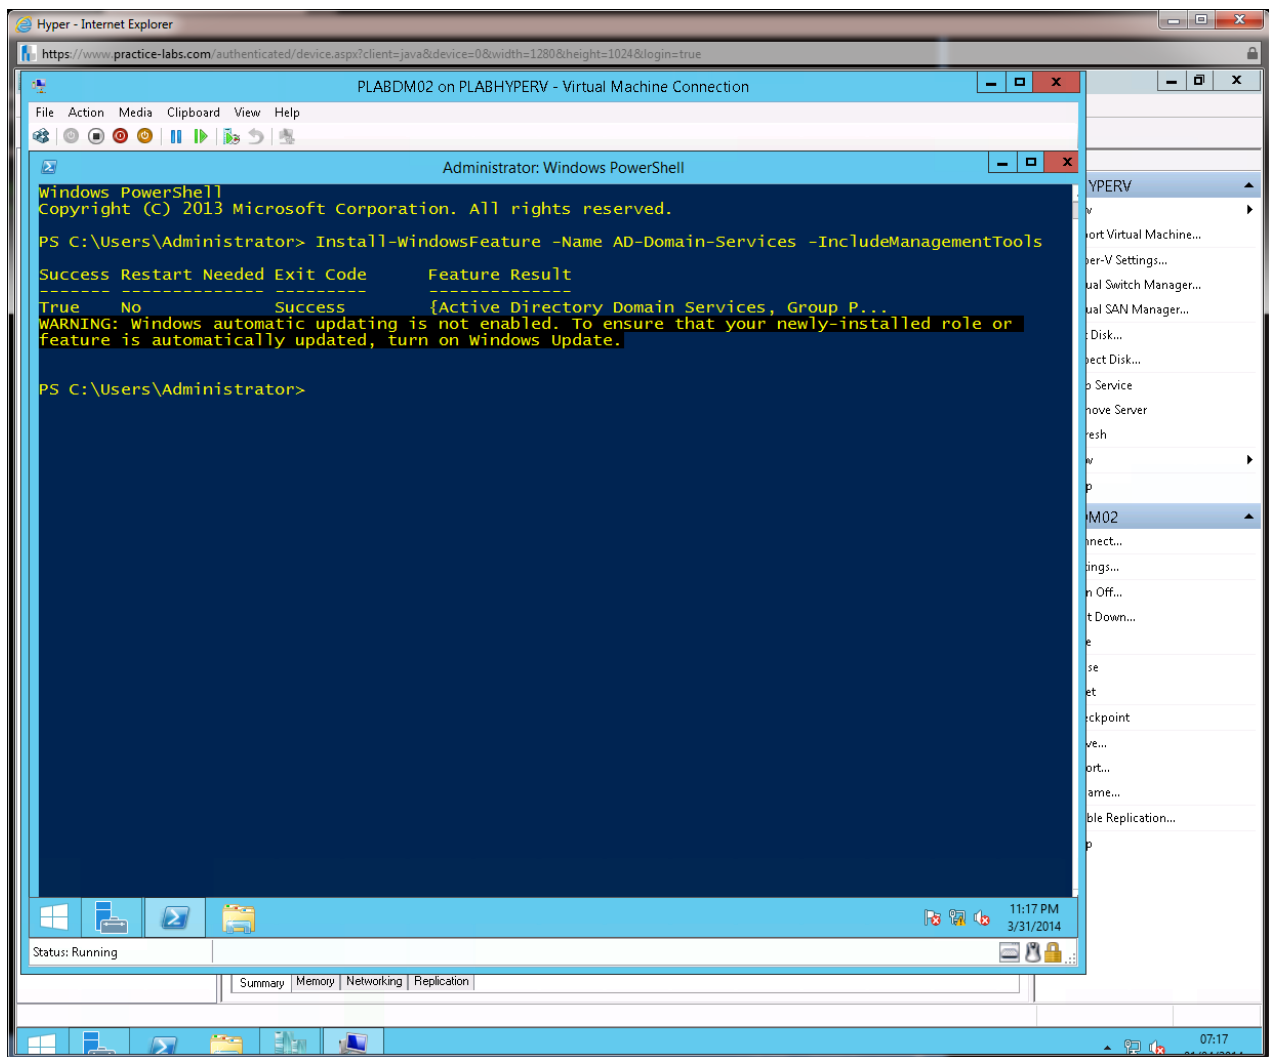 Hyper - Internet Explorer
https://www.practice-labs.com/authenticated/device.aspx?client=java&device=0&width=1280&height=1024&login=true
PLABDM02 on PLABHYPERV - Virtual Machine Connection
File Action Media Clipboard View Help
Administrator: Windows PowerShell
Windows PowerShell
Copyright (C) 2013 Microsoft Corporation. All rights reserved.
PS C:\Users\Administrator> Install-WindowsFeature -Name AD-Domain-Services -IncludeManagementTools
Success Restart Needed Exit Code Feature Result
------- -------------- --------- --------------
True No Success {Active Directory Domain Services, Group P...
WARNING: Windows automatic updating is not enabled. To ensure that your newly-installed role or
feature is automatically updated, turn on Windows Update.
PS C:\Users\Administrator>
11:17 PM
3/31/2014
Status: Running
Summary Memory Networking Replication
YPERV
ort Virtual Machine...
er-V Settings...
ual Switch Manager...
ual SAN Manager...
Disk...
ect Disk...
Service
nove Server
resh
p
M02
nnect...
ings...
n Off...
t Down...
e
se
et
eckpoint
ve...
ort...
ame...
ble Replication...
p
07:17